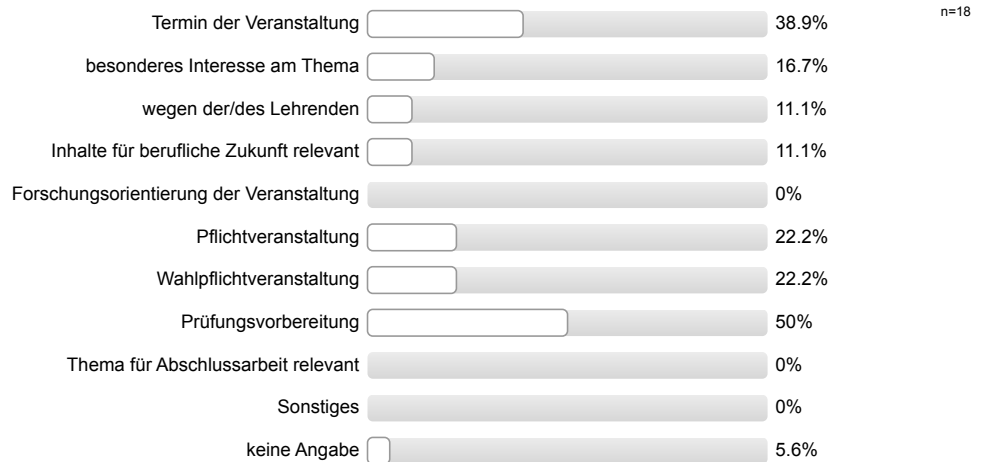 n=18
Termin der Veranstaltung 38.9%
besonderes Interesse am Thema 16.7%
wegen der/des Lehrenden 11.1%
Inhalte für berufliche Zukunft relevant 11.1%
Forschungsorientierung der Veranstaltung 0%
Pflichtveranstaltung 22.2%
Wahlpflichtveranstaltung 22.2%
Prüfungsvorbereitung 50%
Thema für Abschlussarbeit relevant 0%
Sonstiges 0%
keine Angabe 5.6%